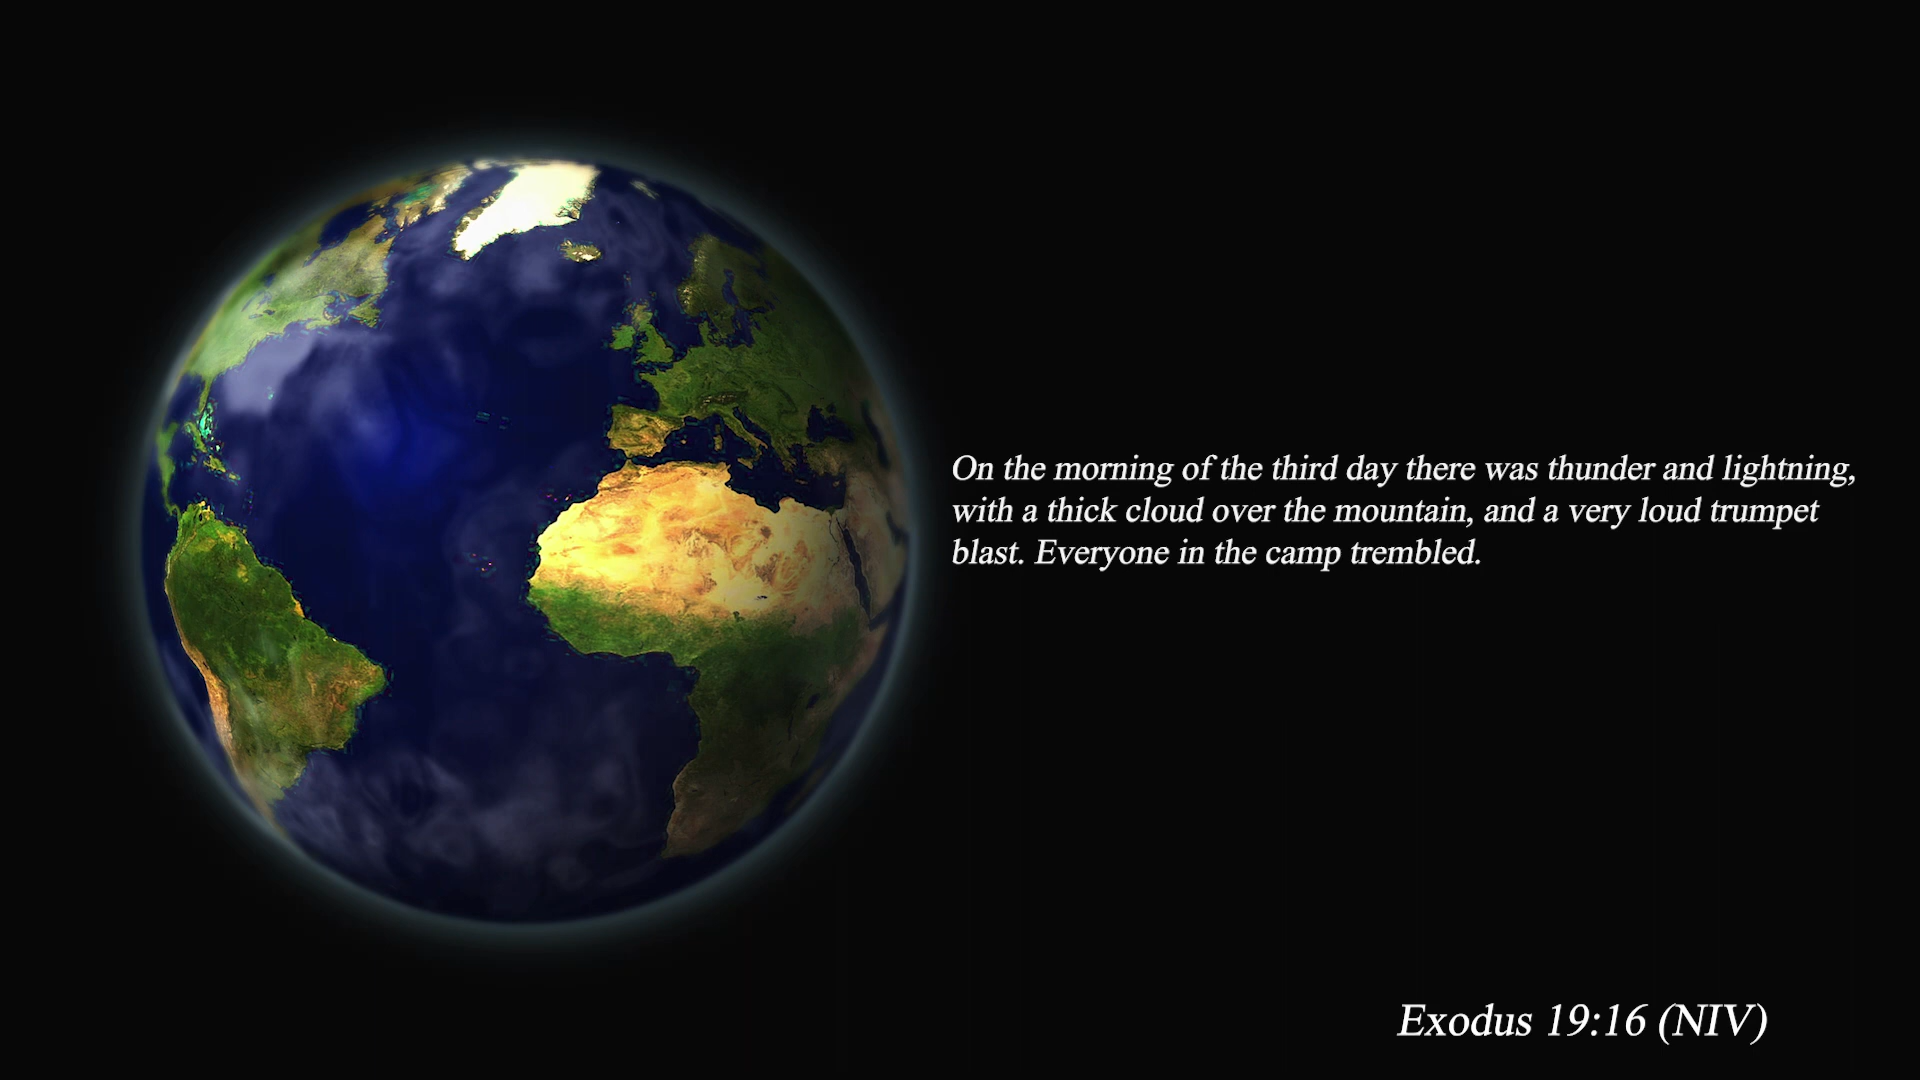 On the morning of the third day there was thunder and lightning,
with a thick cloud over the mountain, and a very loud trumpet
blast. Everyone in the camp trembled.
Exodus 19:16 (NIV)